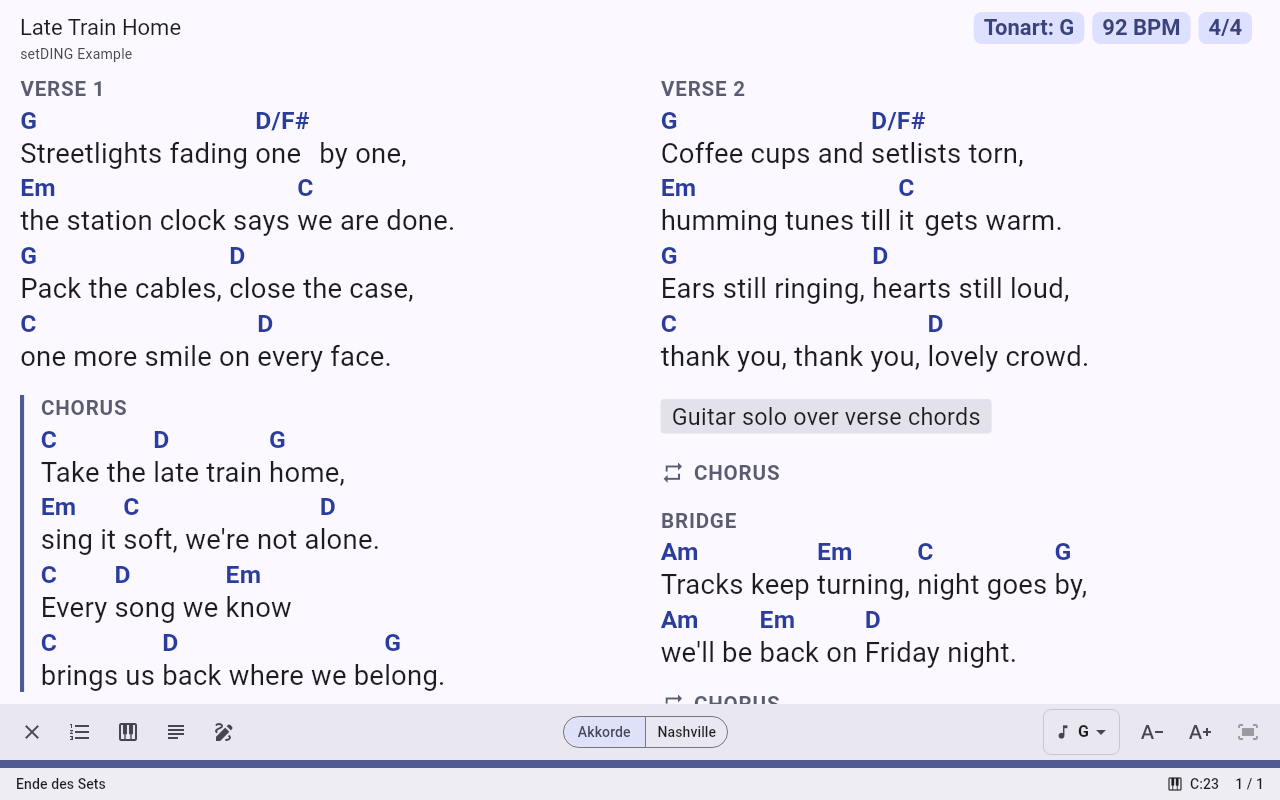 Late Train Home
setDING Example
Tonart: G 92 BPM 4/4
VERSE 1
G D/F#
Streetlights fading one by one,
Em C
the station clock says we are done.
G D
Pack the cables, close the case,
C D
one more smile on every face.
CHORUS
C D G
Take the late train home,
Em C D
sing it soft, we're not alone.
C D Em
Every song we know
C D G
brings us back where we belong.
VERSE 2
G D/F#
Coffee cups and setlists torn,
Em C
humming tunes till it gets warm.
G D
Ears still ringing, hearts still loud,
C D
thank you, thank you, lovely crowd.
Guitar solo over verse chords
CHORUS
BRIDGE
Am Em C G
Tracks keep turning, night goes by,
Am Em D
we'll be back on Friday night.
CHORUS
Akkorde Nashville
G A− A+
Ende des Sets
C:23 1 / 1